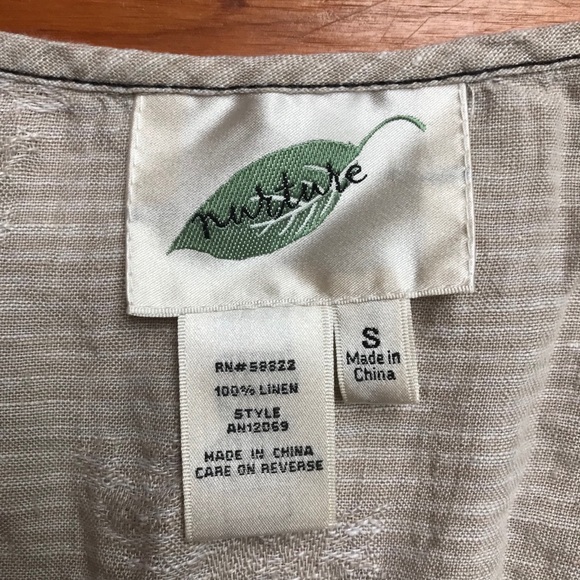 nurture
S
Made in
China
RN#58822
100% LINEN
STYLE
AN12069
MADE IN CHINA
CARE ON REVERSE